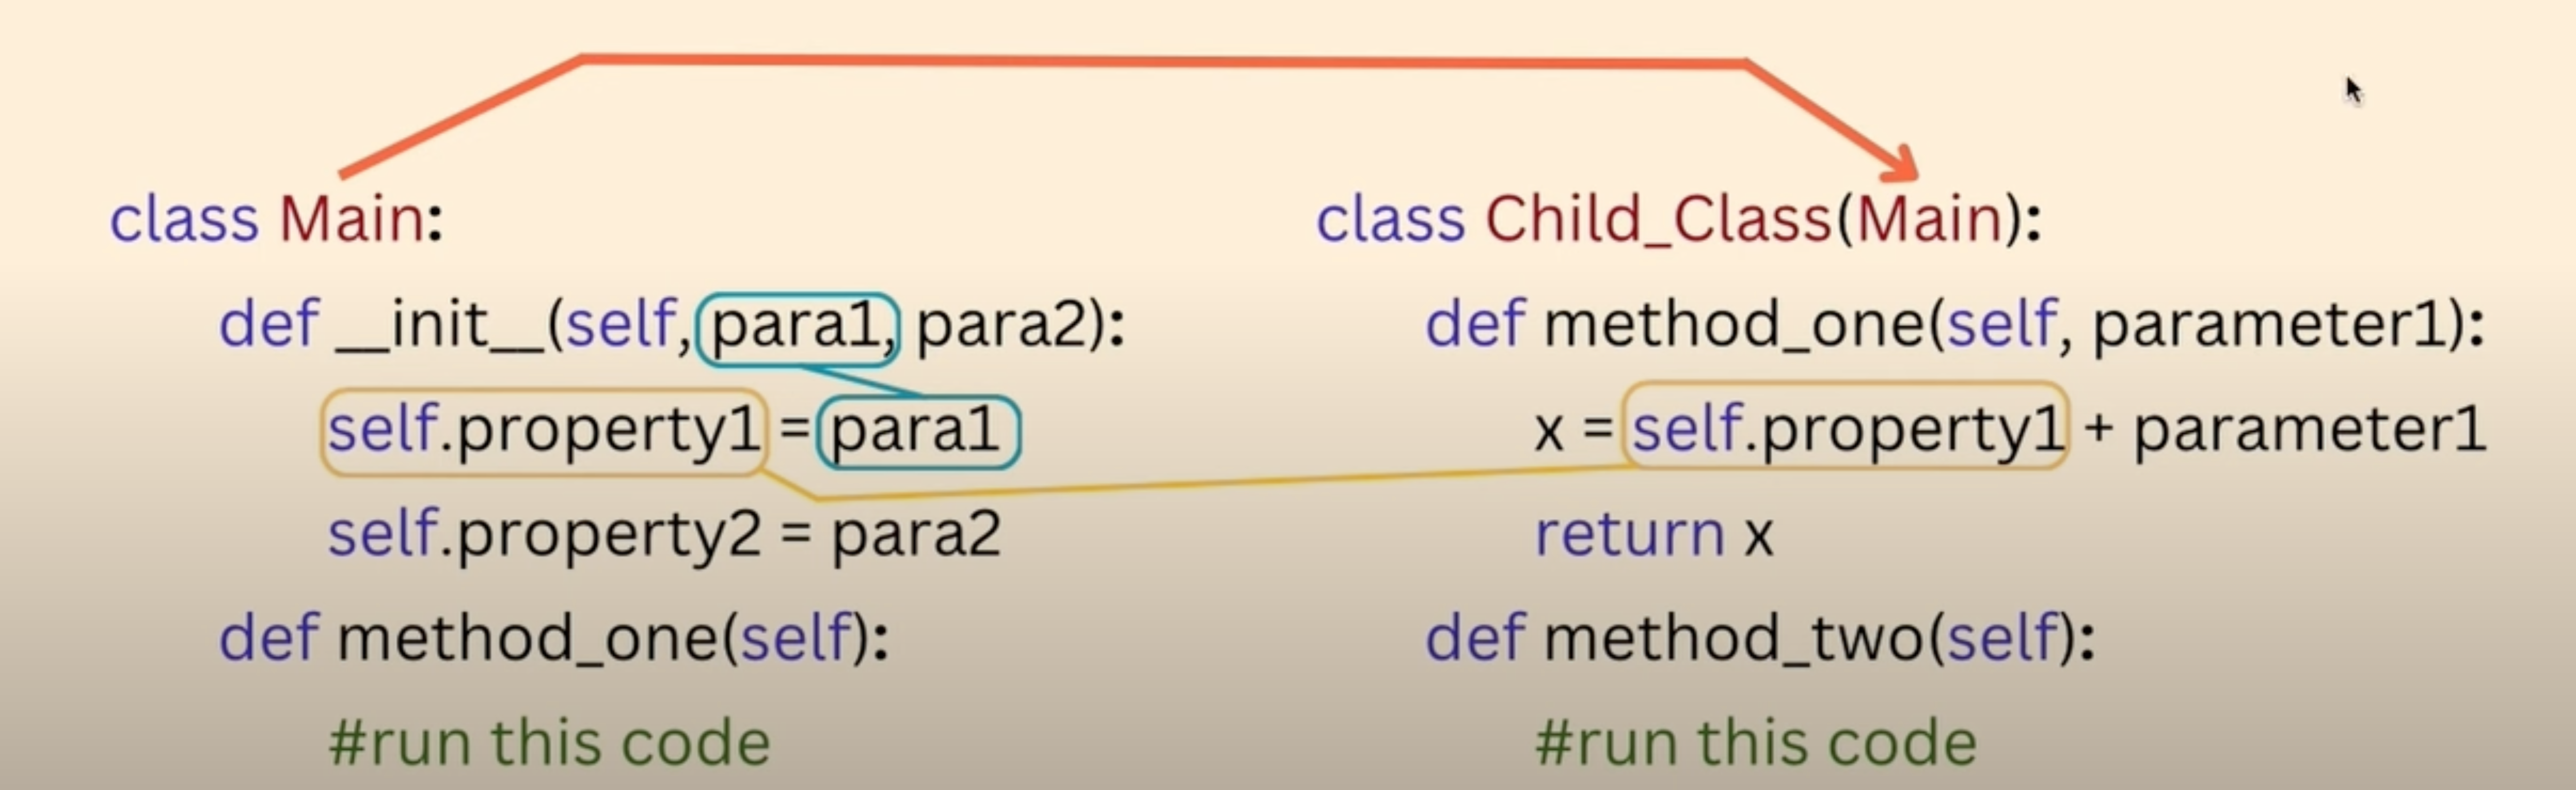 class Main:
def __init__(self, para1, para2):
self.property1 = para1
self.property2 = para2
def method_one(self):
#run this code
class Child_Class(Main):
def method_one(self, parameter1):
x = self.property1 + parameter1
return x
def method_two(self):
#run this code